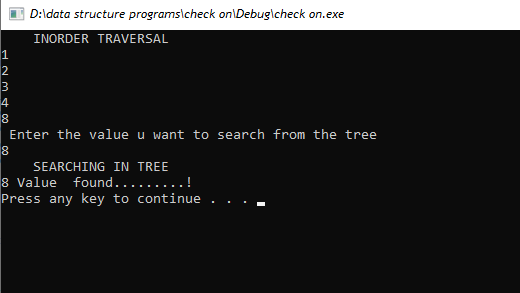 D:\data structure programs\check on\Debug\check on.exe
INORDER TRAVERSAL
1
2
3
4
8
Enter the value u want to search from the tree
8
SEARCHING IN TREE
8 Value  found.........!
Press any key to continue . . .